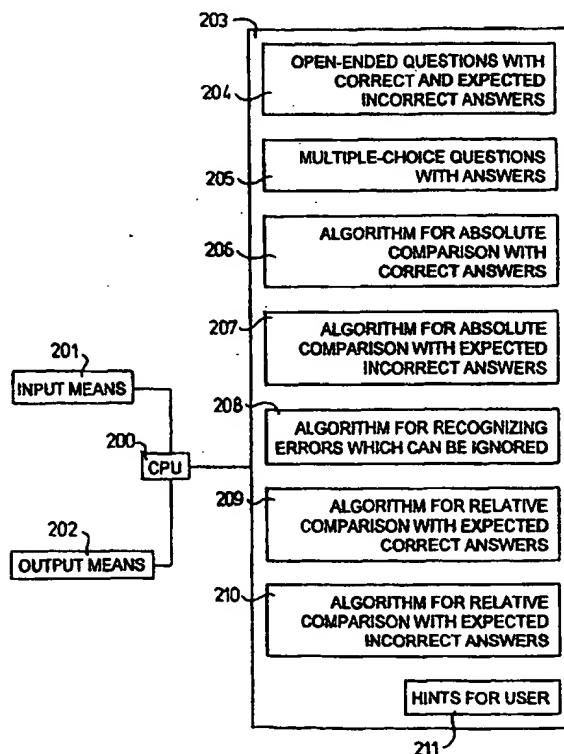 203
204
OPEN-ENDED QUESTIONS WITH
CORRECT AND EXPECTED
INCORRECT ANSWERS
205
MULTIPLE-CHOICE QUESTIONS
WITH ANSWERS
206
ALGORITHM FOR ABSOLUTE
COMPARISON WITH
CORRECT ANSWERS
207
ALGORITHM FOR ABSOLUTE
COMPARISON WITH EXPECTED
INCORRECT ANSWERS
201
INPUT MEANS
208
ALGORITHM FOR RECOGNIZING
ERRORS WHICH CAN BE IGNORED
200
CPU
209
ALGORITHM FOR RELATIVE
COMPARISON WITH EXPECTED
CORRECT ANSWERS
202
OUTPUT MEANS
210
ALGORITHM FOR RELATIVE
COMPARISON WITH EXPECTED
INCORRECT ANSWERS
HINTS FOR USER
211